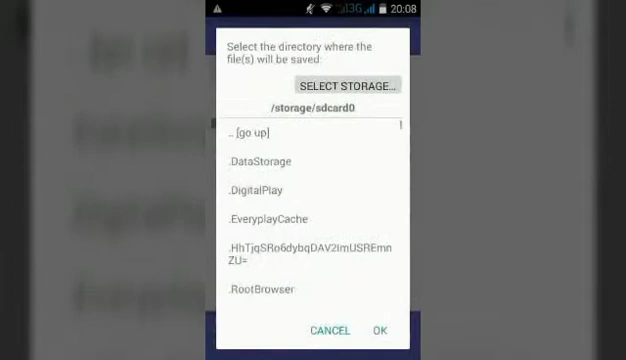 3G 20:08
Select the directory where the
file(s) will be saved:
SELECT STORAGE...
/storage/sdcard0
.. [go up]
.DataStorage
.DigitalPlay
.EveryplayCache
.HhTjqSRo6dybqDAV2ImUSREmn
ZU=
.RootBrowser
CANCEL OK